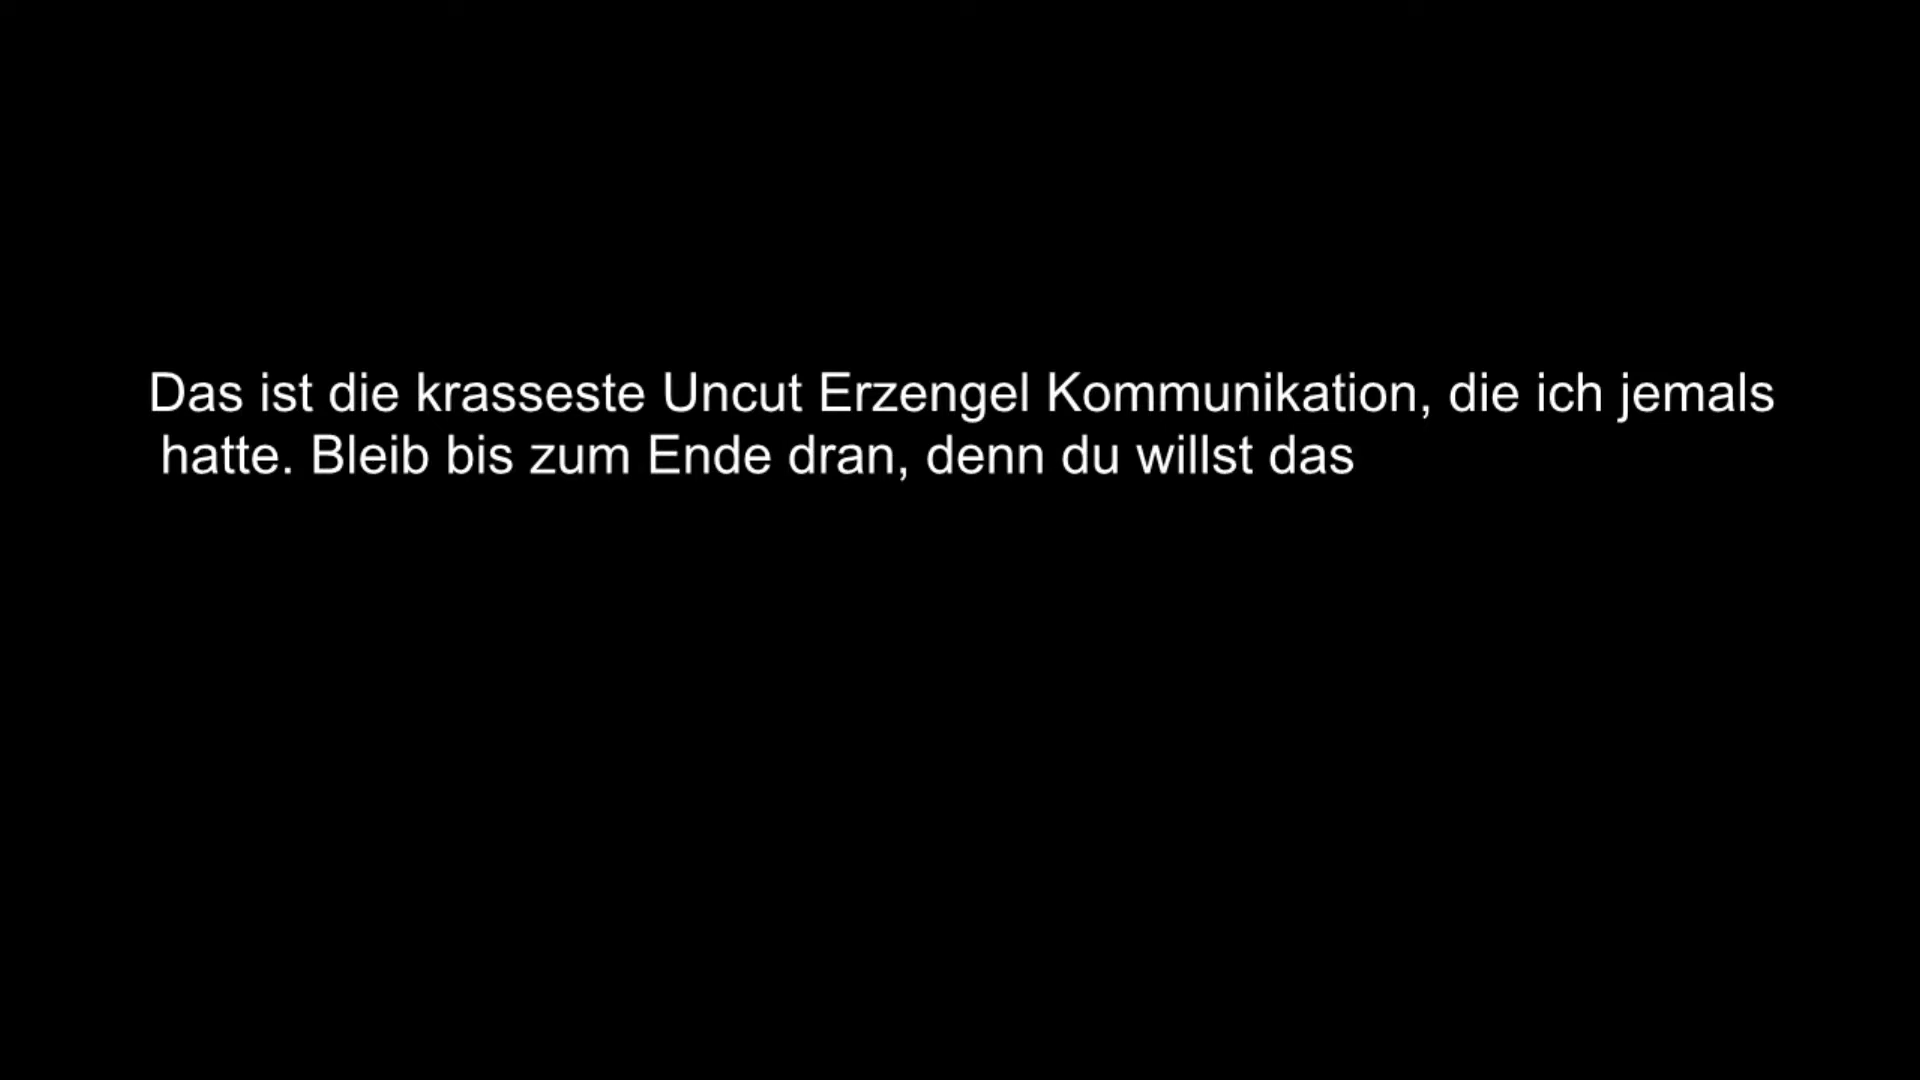 Das ist die krasseste Uncut Erzengel Kommunikation, die ich jemals
hatte. Bleib bis zum Ende dran, denn du willst das